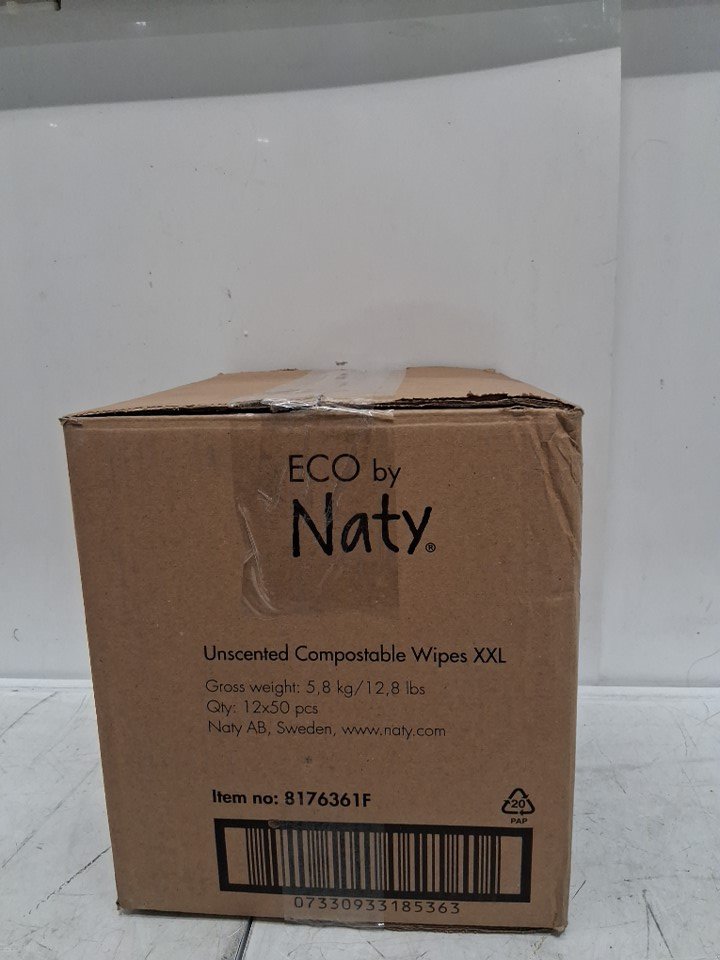 ECO by
Naty®
Unscented Compostable Wipes XXL
Gross weight: 5,8 kg/12,8 lbs
Qty: 12x50 pcs
Naty AB, Sweden, www.naty.com
Item no: 8176361F
20
PAP
07330933185363